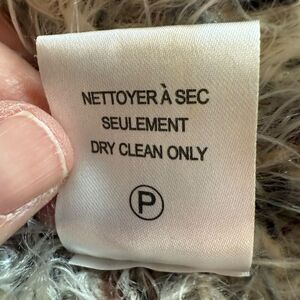 NETTOYER À SEC
SEULEMENT
DRY CLEAN ONLY
P